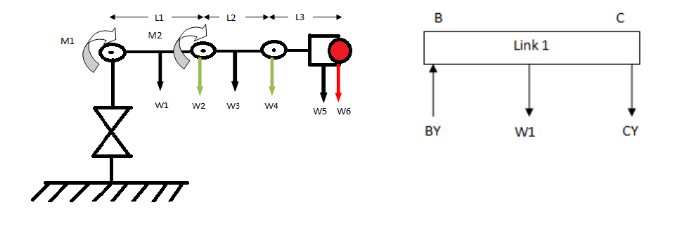 L1 L2 L3
M1 M2
W1 W2 W3 W4 W5 W6
B C
Link 1
BY W1 CY